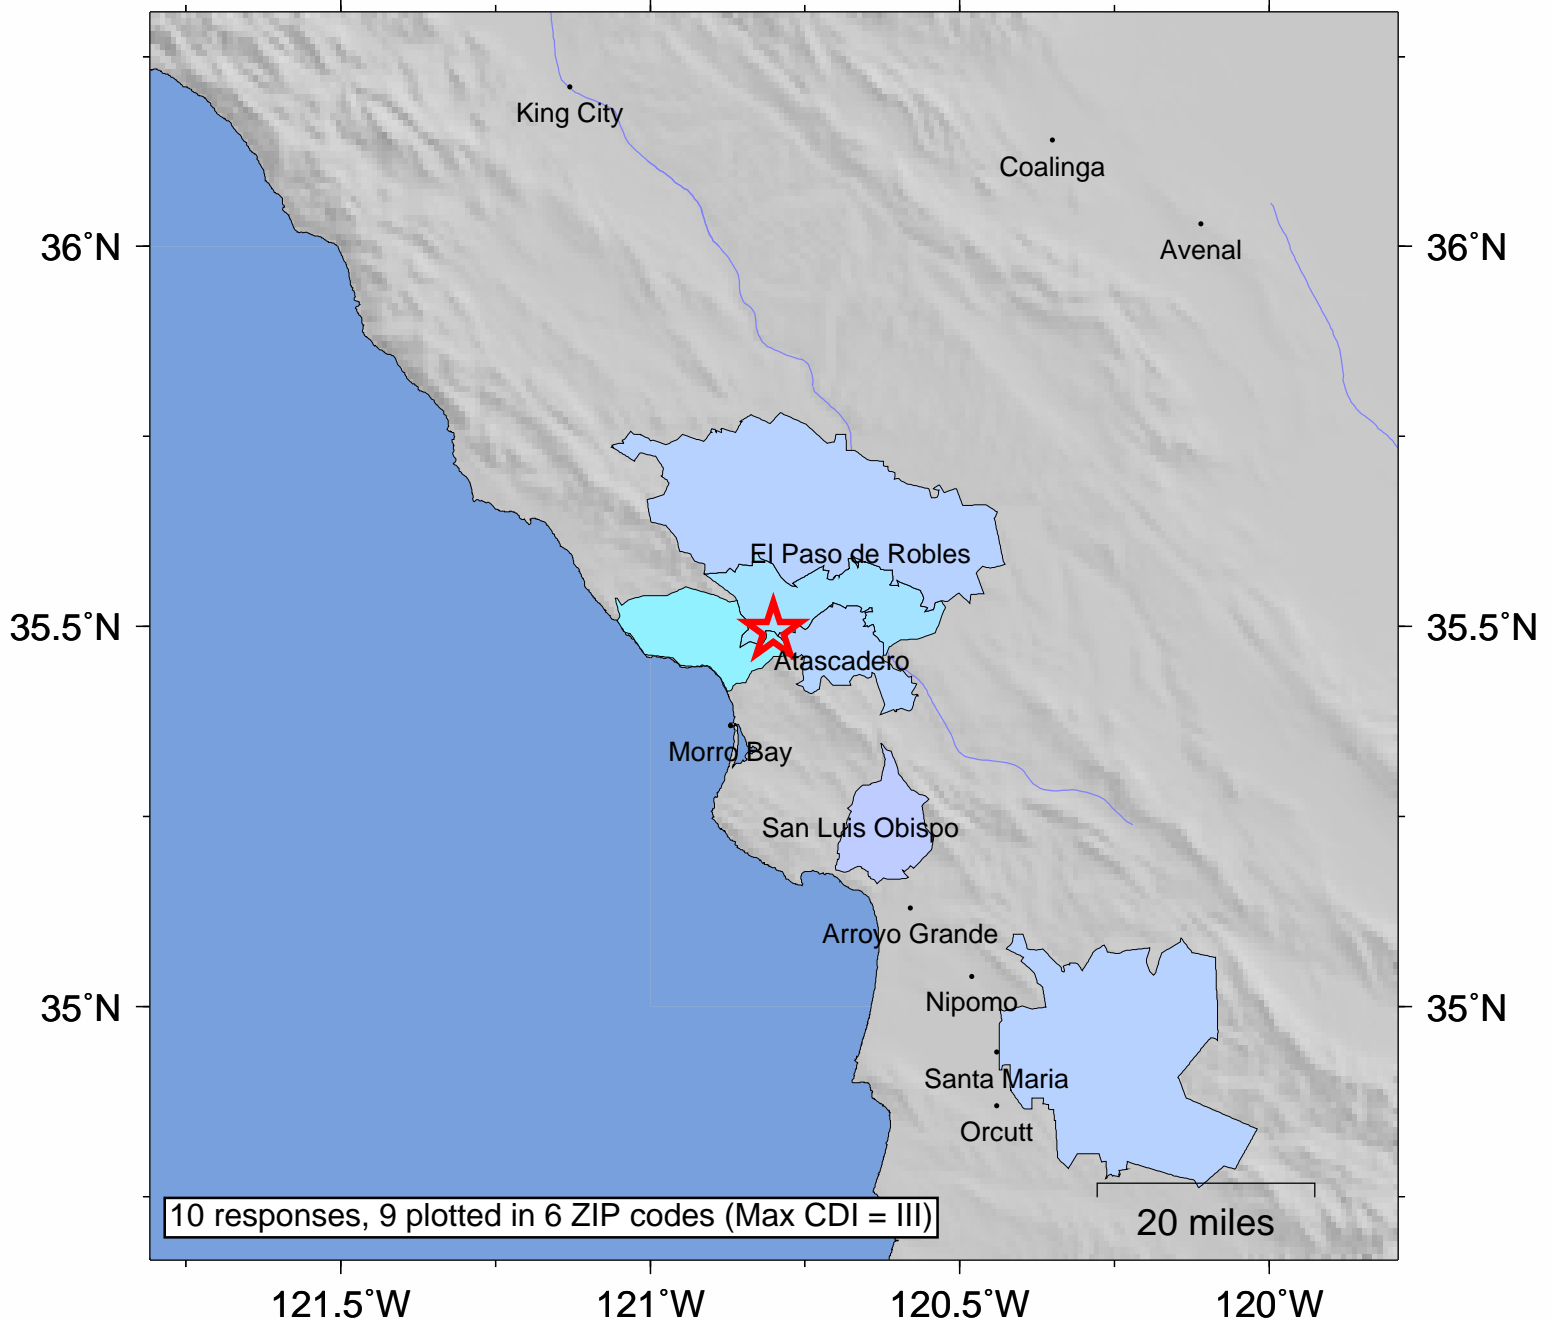 King City
Coalinga
Avenal
36°N
36°N
El Paso de Robles
35.5°N
35.5°N
Atascadero
Morro Bay
San Luis Obispo
Arroyo Grande
Nipomo
35°N
35°N
Santa Maria
Orcutt
10 responses, 9 plotted in 6 ZIP codes (Max CDI = III)
20 miles
121.5°W
121°W
120.5°W
120°W